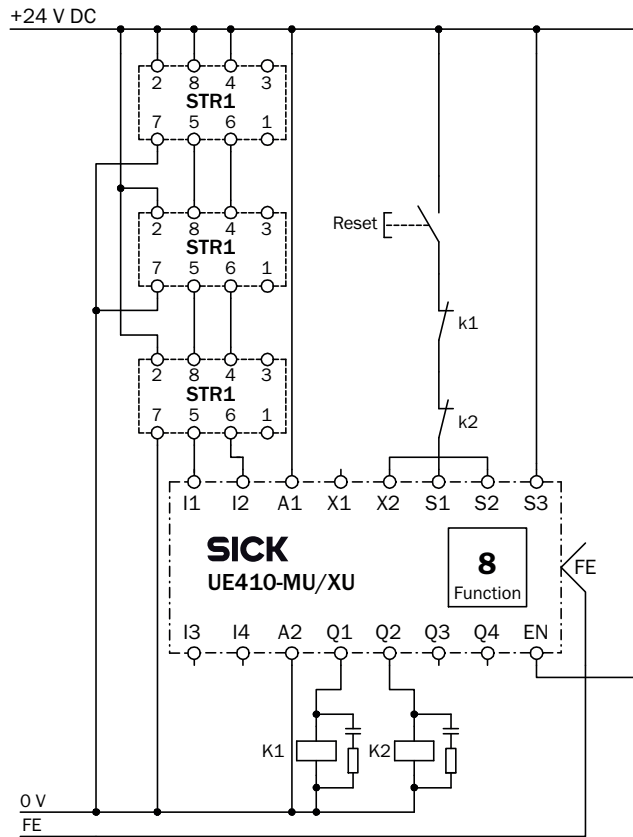 +24 V DC
2 8 4 3
STR1
7 5 6 1
2 8 4 3
STR1
7 5 6 1
2 8 4 3
STR1
7 5 6 1
Reset
k1
k2
I1 I2 A1 X1 X2 S1 S2 S3
SICK
UE410-MU/XU
8
Function
FE
I3 I4 A2 Q1 Q2 Q3 Q4 EN
K1 K2
0 V
FE